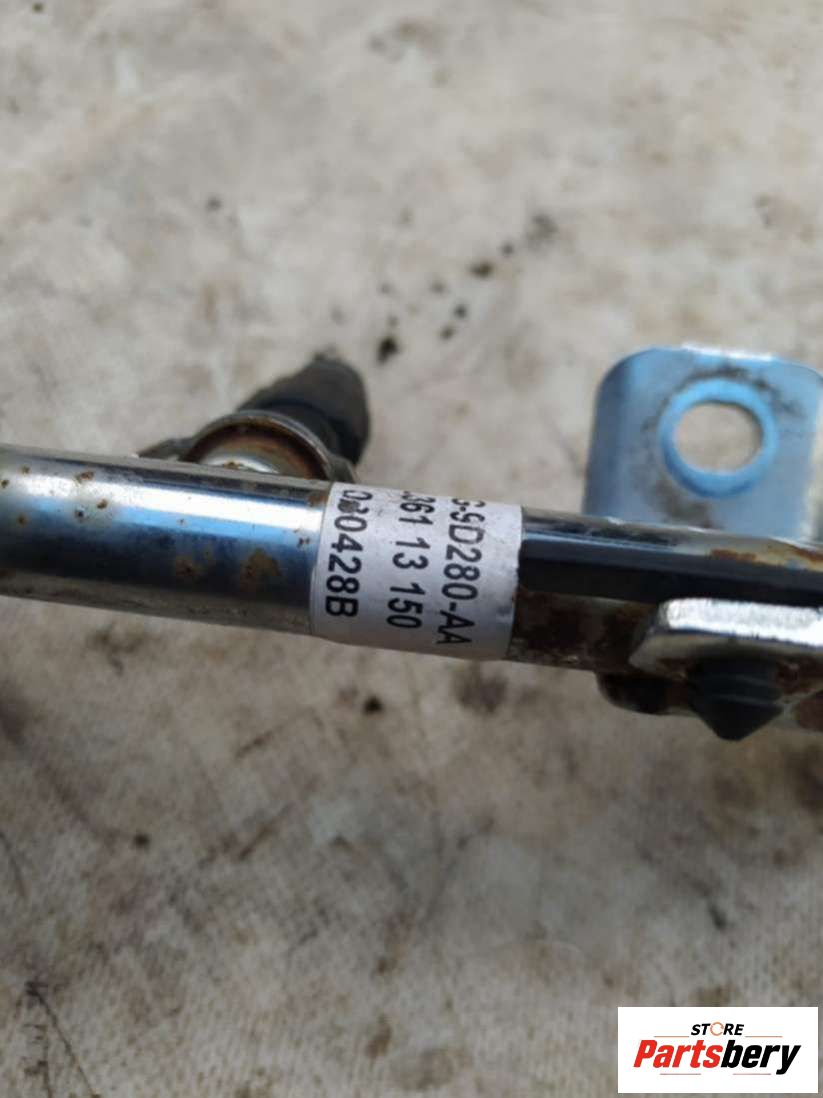 S-9D280-AA
361 13 150
0428B
STORE
Partsbery